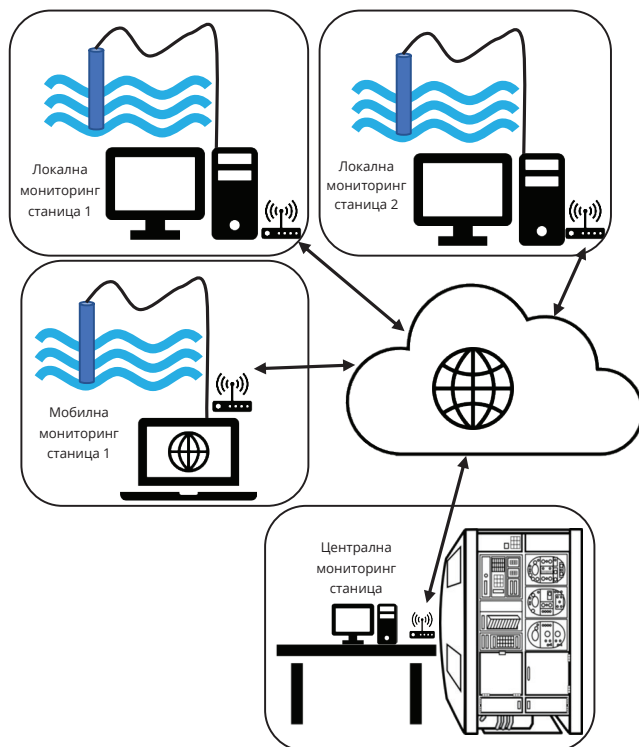 Локална
мониторинг
станица 1
Локална
мониторинг
станица 2
Мобилна
мониторинг
станица 1
Централна
мониторинг
станица